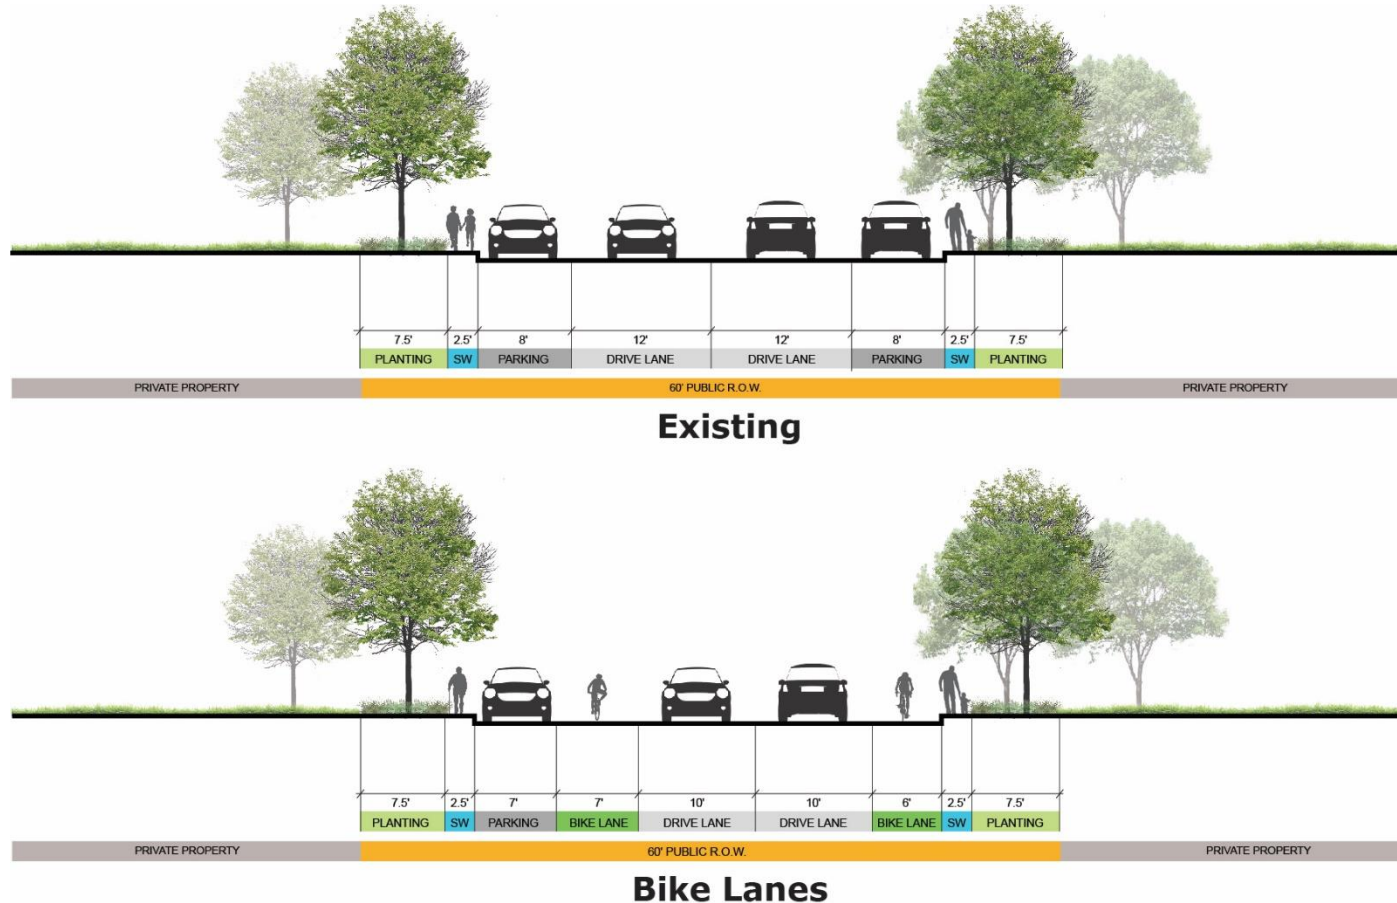 7.5' 2.5' 8' 12' 12' 8' 2.5' 7.5'
PLANTING SW PARKING DRIVE LANE DRIVE LANE PARKING SW PLANTING
PRIVATE PROPERTY 60' PUBLIC R.O.W. PRIVATE PROPERTY
Existing
7.5' 2.5' 7' 7' 10' 10' 6' 2.5' 7.5'
PLANTING SW PARKING BIKE LANE DRIVE LANE DRIVE LANE BIKE LANE SW PLANTING
PRIVATE PROPERTY 60' PUBLIC R.O.W. PRIVATE PROPERTY
Bike Lanes